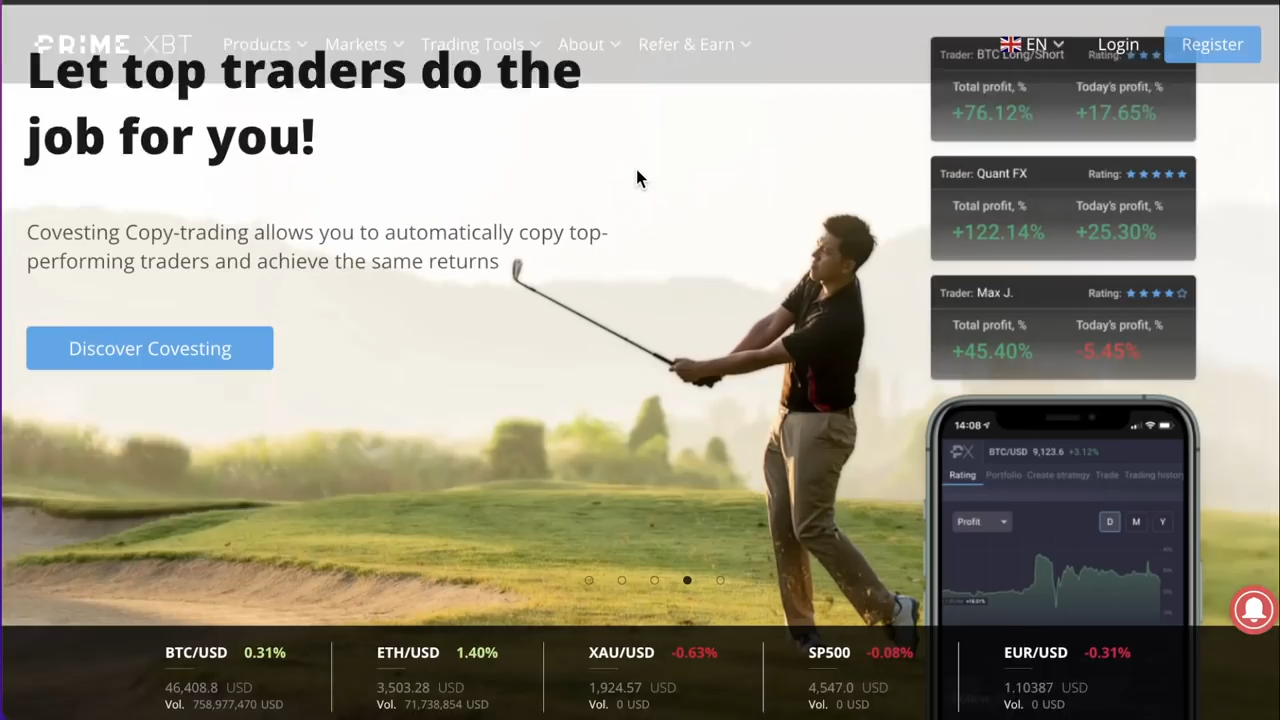 PRIME XBT
Products
Markets
Trading Tools
About
Refer & Earn
EN
Login
Register
Let top traders do the
job for you!
Covesting Copy-trading allows you to automatically copy top-
performing traders and achieve the same returns
Discover Covesting
Trader: BTC Long/Short Rating:
Total profit, % Today's profit, %
+76.12% +17.65%
Trader: Quant FX Rating:
Total profit, % Today's profit, %
+122.14% +25.30%
Trader: Max J. Rating:
Total profit, % Today's profit, %
+45.40% -5.45%
14:08
PX BTC/USD 9,123.6 +3.12%
Rating Portfolio Create strategy Trade Trading history
Profit D M Y
BTC/USD 0.31%
46,408.8 USD
Vol. 758,977,470 USD
ETH/USD 1.40%
3,503.28 USD
Vol. 71,738,854 USD
XAU/USD -0.63%
1,924.57 USD
Vol. 0 USD
SP500 -0.08%
4,547.0 USD
Vol. 0 USD
EUR/USD -0.31%
1.10387 USD
Vol. 0 USD